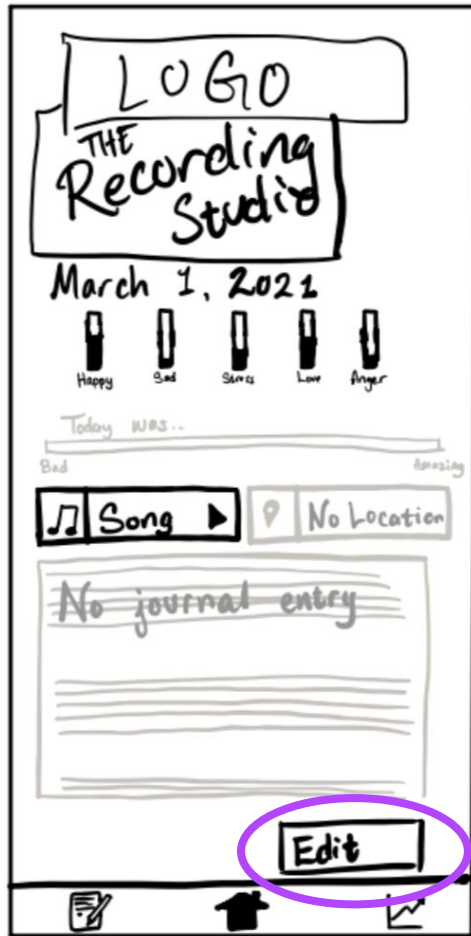 LOGO
THE
Recording
Studio
March 1, 2021
Happy Sad Stress Love Anger
Today was..
Bad Amazing
Song No Location
No journal entry
Edit